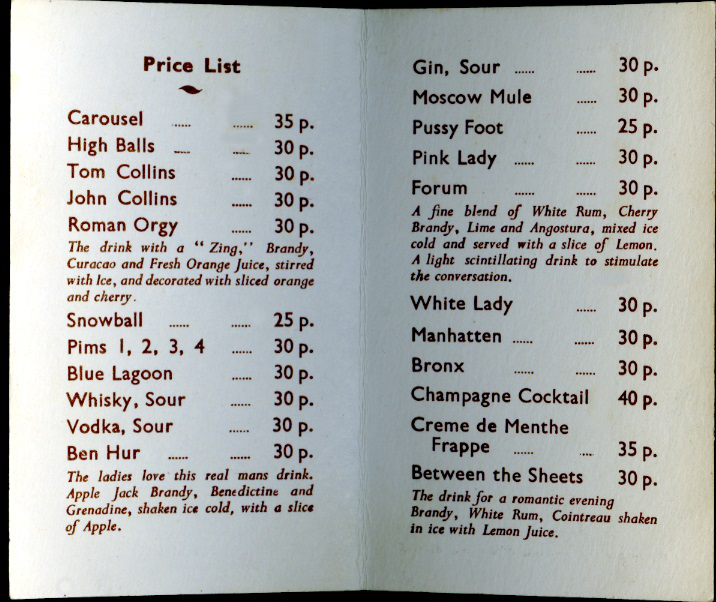 Price List
Carousel ..... ...... 35 p.
High Balls .... ..... 30 p.
Tom Collins ...... 30 p.
John Collins ...... 30 p.
Roman Orgy ...... 30 p.
The drink with a "Zing," Brandy,
Curacao and Fresh Orange Juice, stirred
with Ice, and decorated with sliced orange
and cherry.
Snowball ...... ...... 25 p.
Pims 1, 2, 3, 4 ...... 30 p.
Blue Lagoon ...... 30 p.
Whisky, Sour ...... 30 p.
Vodka, Sour ...... 30 p.
Ben Hur ...... ...... 30 p.
The ladies love this real mans drink.
Apple Jack Brandy, Benedictine and
Grenadine, shaken ice cold, with a slice
of Apple.
Gin, Sour ...... ...... 30 p.
Moscow Mule ...... 30 p.
Pussy Foot ...... 25 p.
Pink Lady ...... ...... 30 p.
Forum ...... ...... 30 p.
A fine blend of White Rum, Cherry
Brandy, Lime and Angostura, mixed ice
cold and served with a slice of Lemon.
A light scintillating drink to stimulate
the conversation.
White Lady ...... 30 p.
Manhatten ...... ...... 30 p.
Bronx ...... ...... 30 p.
Champagne Cocktail 40 p.
Creme de Menthe
Frappe ...... .... 35 p.
Between the Sheets 30 p.
The drink for a romantic evening
Brandy, White Rum, Cointreau shaken
in ice with Lemon Juice.